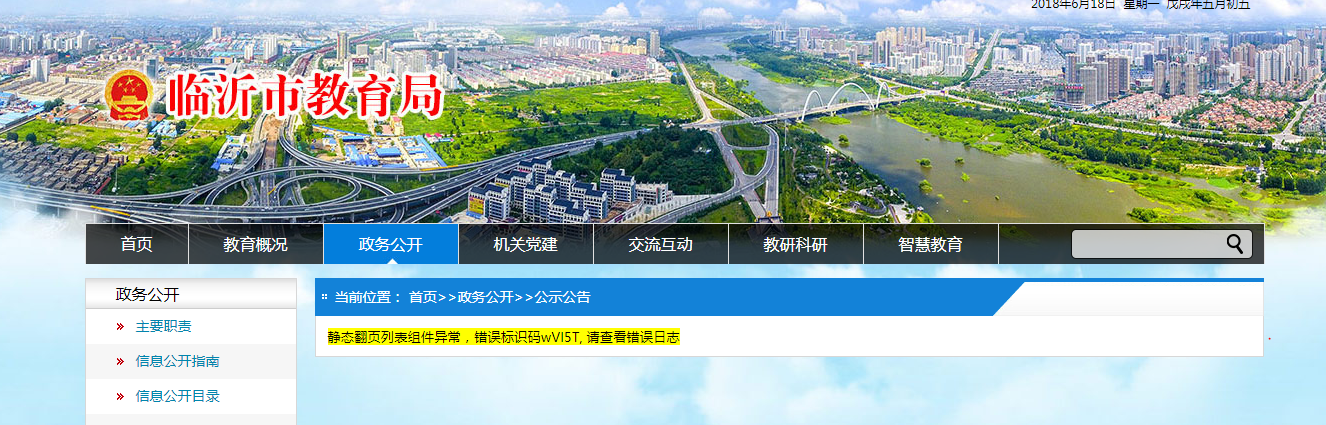 2018年6月18日 星期一 戊戌年五月初五
临沂市教育局
首页 教育概况 政务公开 机关党建 交流互动 教研科研 智慧教育
政务公开
主要职责
信息公开指南
信息公开目录
当前位置： 首页>>政务公开>>公示公告
静态翻页列表组件异常，错误标识码wVI5T, 请查看错误日志